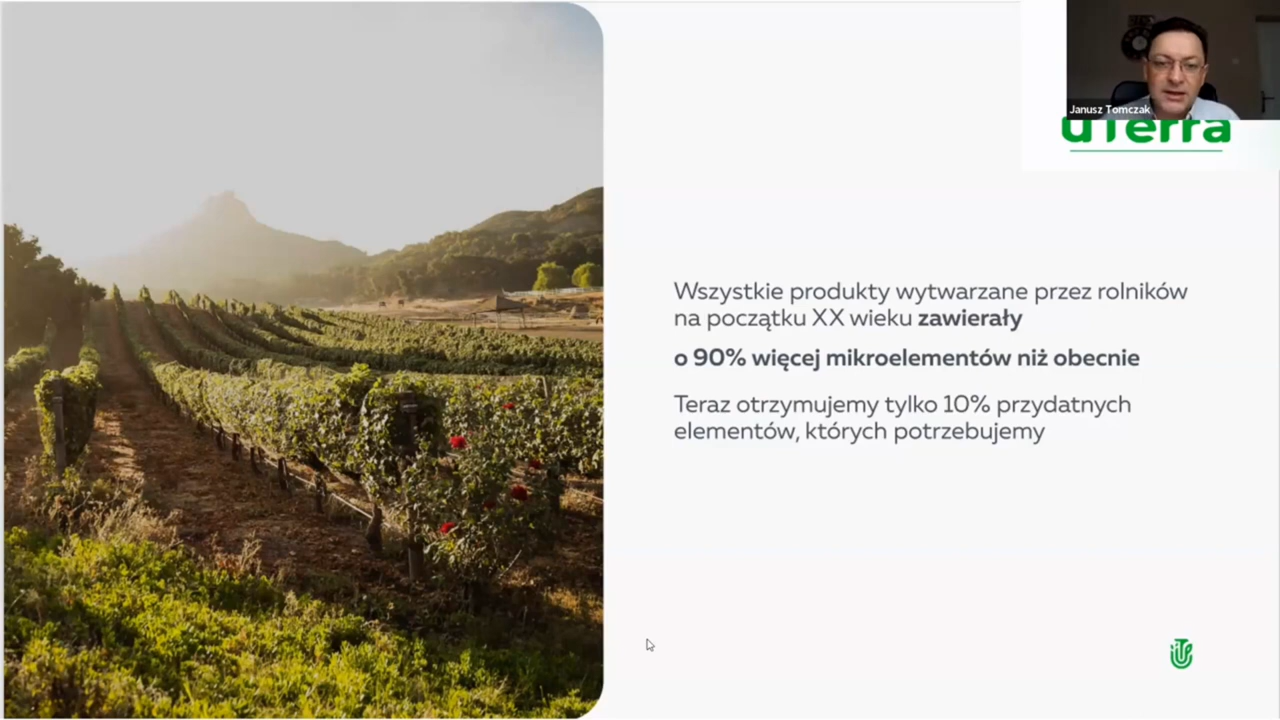 Janusz Tomczak
uTerra
Wszystkie produkty wytwarzane przez rolników
na początku XX wieku zawierały
o 90% więcej mikroelementów niż obecnie
Teraz otrzymujemy tylko 10% przydatnych
elementów, których potrzebujemy